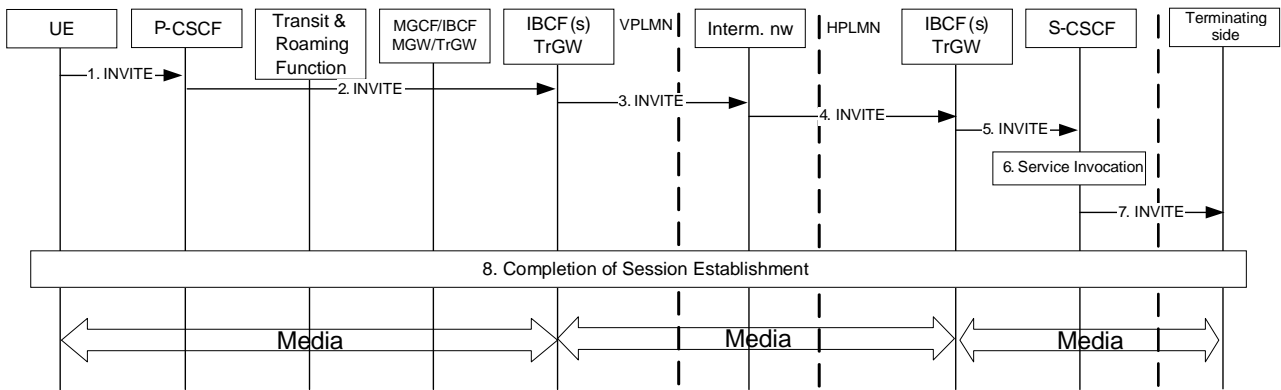 UE
P-CSCF
Transit &
Roaming
Function
MGCF/IBCF
MGW/TrGW
IBCF(s)
TrGW
VPLMN
Interm. nw
HPLMN
IBCF(s)
TrGW
S-CSCF
Terminating
side
1. INVITE
2. INVITE
3. INVITE
4. INVITE
5. INVITE
6. Service Invocation
7. INVITE
8. Completion of Session Establishment
Media
Media
Media